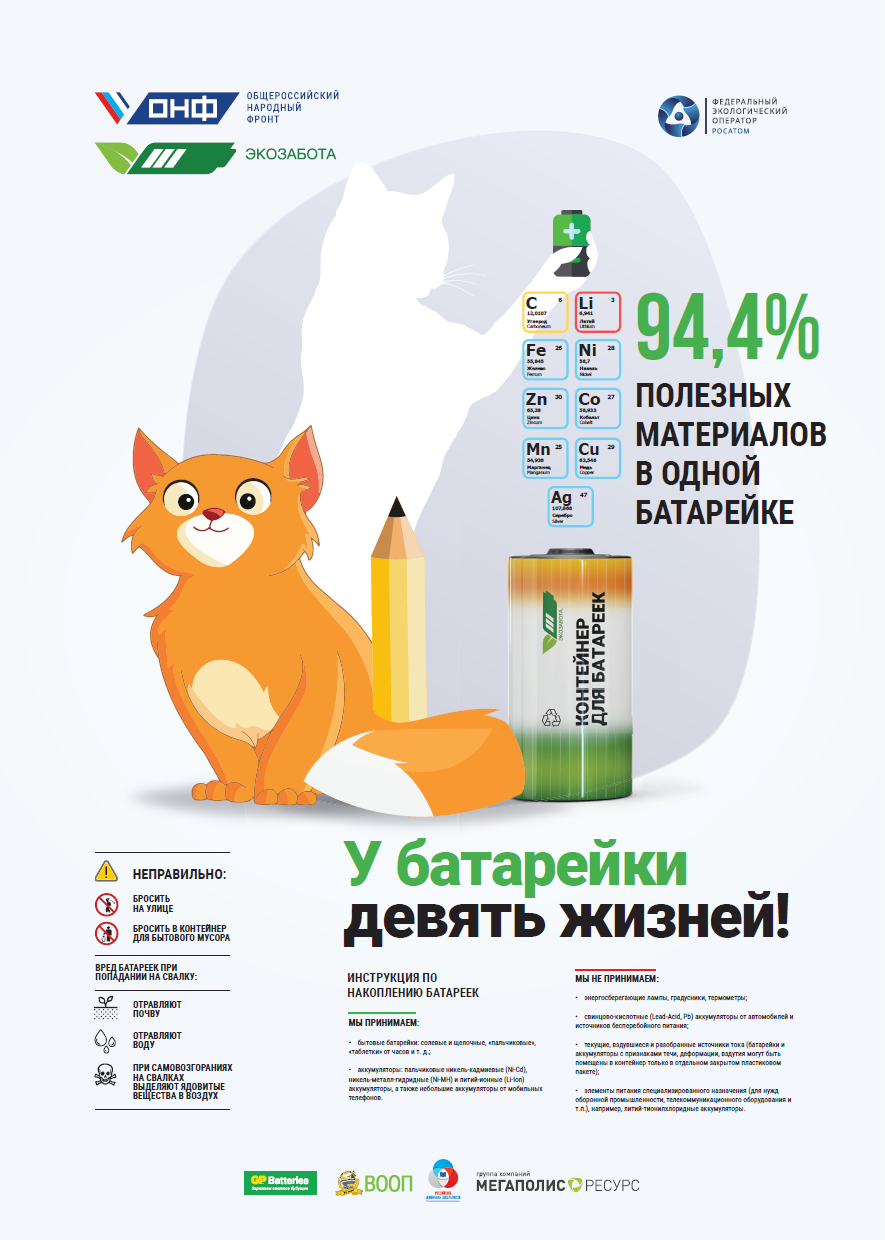 ОНФ
ОБЩЕРОССИЙСКИЙ
НАРОДНЫЙ
ФРОНТ
ЭКОЗАБОТА
ФЕДЕРАЛЬНЫЙ
ЭКОЛОГИЧЕСКИЙ
ОПЕРАТОР
РОСАТОМ
C 6
12,0107
Углерод
Carboneum
Li 3
6,941
Литий
Lithium
Fe 26
55,845
Железо
Ferrum
Ni 28
58,7
Никель
Nickel
Zn 30
65,38
Цинк
Zincum
Co 27
58,933
Кобальт
Cobalt
Mn 25
54,938
Марганец
Manganum
Cu 29
63,546
Медь
Copper
Ag 47
107,868
Серебро
Silver
94,4%
ПОЛЕЗНЫХ
МАТЕРИАЛОВ
В ОДНОЙ
БАТАРЕЙКЕ
ЭКОЗАБОТА
КОНТЕЙНЕР
ДЛЯ БАТАРЕЕК
У батарейки
девять жизней!
НЕПРАВИЛЬНО:
БРОСИТЬ
НА УЛИЦЕ
БРОСИТЬ В КОНТЕЙНЕР
ДЛЯ БЫТОВОГО МУСОРА
ВРЕД БАТАРЕЕК ПРИ
ПОПАДАНИИ НА СВАЛКУ:
ОТРАВЛЯЮТ
ПОЧВУ
ОТРАВЛЯЮТ
ВОДУ
ПРИ САМОВОЗГОРАНИЯХ
НА СВАЛКАХ
ВЫДЕЛЯЮТ ЯДОВИТЫЕ
ВЕЩЕСТВА В ВОЗДУХ
ИНСТРУКЦИЯ ПО
НАКОПЛЕНИЮ БАТАРЕЕК
МЫ ПРИНИМАЕМ:
• бытовые батарейки: солевые и щелочные, «пальчиковые»,
«таблетки» от часов и т. д.;
• аккумуляторы: пальчиковые никель-кадмиевые (Ni-Cd),
никель-металл-гидридные (Ni-MH) и литий-ионные (Li-Ion)
аккумуляторы, а также небольшие аккумуляторы от мобильных
телефонов.
МЫ НЕ ПРИНИМАЕМ:
• энергосберегающие лампы, градусники, термометры;
• свинцово-кислотные (Lead-Acid, Pb) аккумуляторы от автомобилей и
источников бесперебойного питания;
• текущие, вздувшиеся и разобранные источники тока (батарейки и
аккумуляторы с признаками течи, деформации, вздутия могут быть
помещены в контейнер только в отдельном закрытом пластиковом
пакете);
• элементы питания специализированного назначения (для нужд
оборонной промышленности, телекоммуникационного оборудования и
т.п.), например, литий-тионилхлоридные аккумуляторы.
GP Batteries
ВООП
группа компаний
МЕГАПОЛИС РЕСУРС